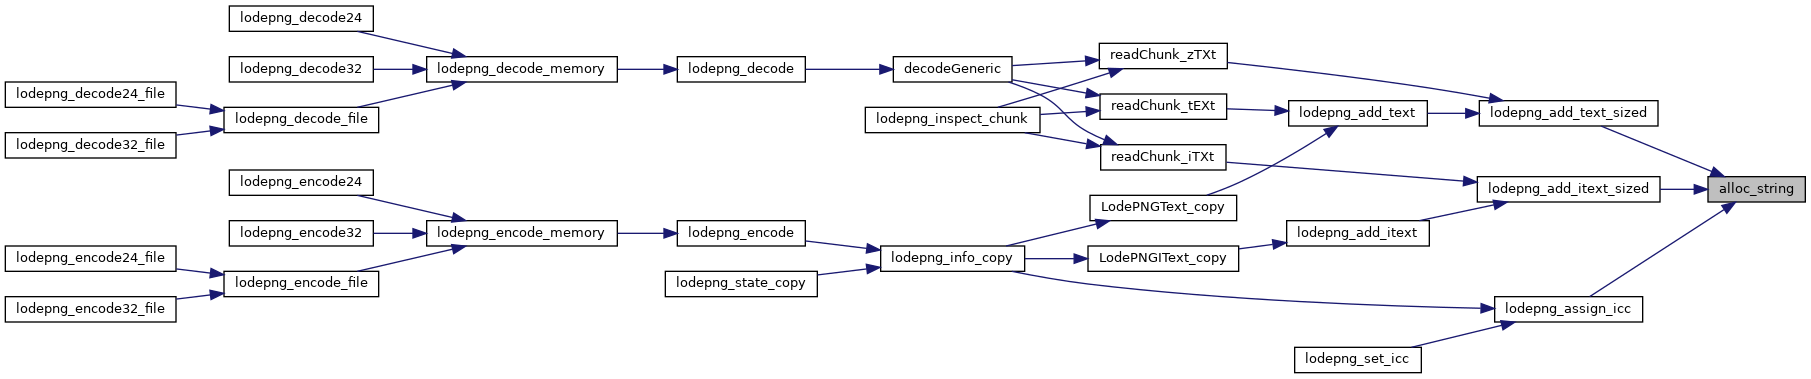 lodepng_decode24
lodepng_decode32
lodepng_decode24_file
lodepng_decode32_file
lodepng_decode_file
lodepng_decode_memory
lodepng_decode
decodeGeneric
lodepng_inspect_chunk
readChunk_zTXt
readChunk_tEXt
readChunk_iTXt
lodepng_add_text
lodepng_add_text_sized
alloc_string
lodepng_add_itext_sized
lodepng_add_itext
LodePNGText_copy
LodePNGIText_copy
lodepng_info_copy
lodepng_state_copy
lodepng_encode
lodepng_encode_memory
lodepng_encode24
lodepng_encode32
lodepng_encode24_file
lodepng_encode32_file
lodepng_encode_file
lodepng_assign_icc
lodepng_set_icc